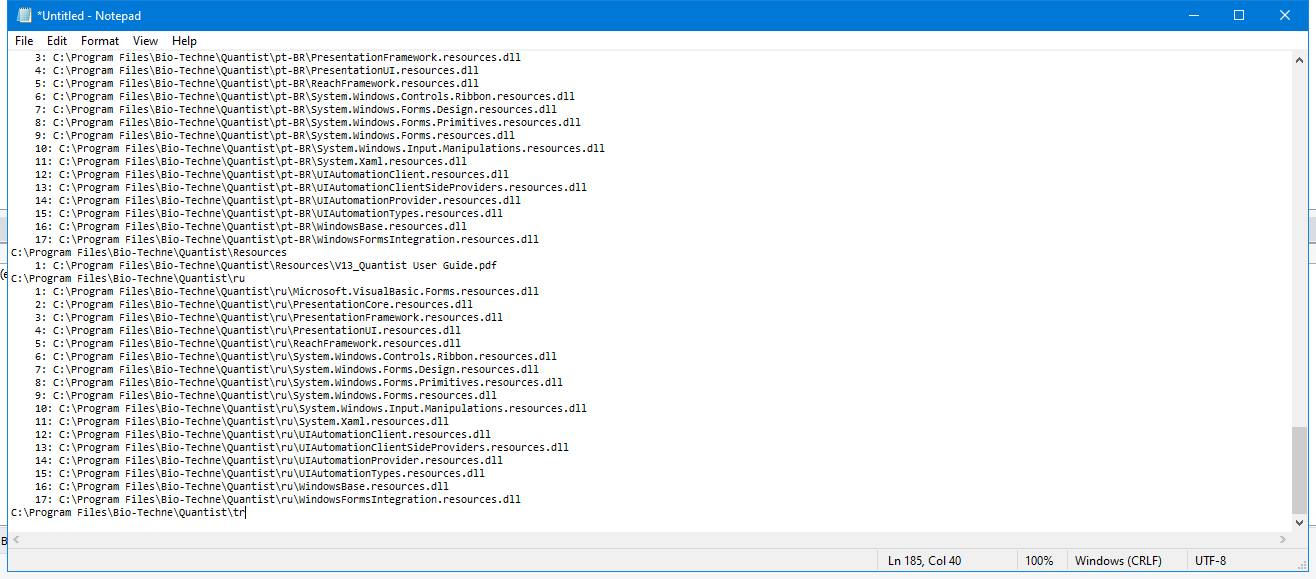 *Untitled - Notepad
File Edit Format View Help
3: C:\Program Files\Bio-Techne\Quantist\pt-BR\PresentationFramework.resources.dll
4: C:\Program Files\Bio-Techne\Quantist\pt-BR\PresentationUI.resources.dll
5: C:\Program Files\Bio-Techne\Quantist\pt-BR\ReachFramework.resources.dll
6: C:\Program Files\Bio-Techne\Quantist\pt-BR\System.Windows.Controls.Ribbon.resources.dll
7: C:\Program Files\Bio-Techne\Quantist\pt-BR\System.Windows.Forms.Design.resources.dll
8: C:\Program Files\Bio-Techne\Quantist\pt-BR\System.Windows.Forms.Primitives.resources.dll
9: C:\Program Files\Bio-Techne\Quantist\pt-BR\System.Windows.Forms.resources.dll
10: C:\Program Files\Bio-Techne\Quantist\pt-BR\System.Windows.Input.Manipulations.resources.dll
11: C:\Program Files\Bio-Techne\Quantist\pt-BR\System.Xaml.resources.dll
12: C:\Program Files\Bio-Techne\Quantist\pt-BR\UIAutomationClient.resources.dll
13: C:\Program Files\Bio-Techne\Quantist\pt-BR\UIAutomationClientSideProviders.resources.dll
14: C:\Program Files\Bio-Techne\Quantist\pt-BR\UIAutomationProvider.resources.dll
15: C:\Program Files\Bio-Techne\Quantist\pt-BR\UIAutomationTypes.resources.dll
16: C:\Program Files\Bio-Techne\Quantist\pt-BR\WindowsBase.resources.dll
17: C:\Program Files\Bio-Techne\Quantist\pt-BR\WindowsFormsIntegration.resources.dll
C:\Program Files\Bio-Techne\Quantist\Resources
1: C:\Program Files\Bio-Techne\Quantist\Resources\V13_Quantist User Guide.pdf
C:\Program Files\Bio-Techne\Quantist\ru
1: C:\Program Files\Bio-Techne\Quantist\ru\Microsoft.VisualBasic.Forms.resources.dll
2: C:\Program Files\Bio-Techne\Quantist\ru\PresentationCore.resources.dll
3: C:\Program Files\Bio-Techne\Quantist\ru\PresentationFramework.resources.dll
4: C:\Program Files\Bio-Techne\Quantist\ru\PresentationUI.resources.dll
5: C:\Program Files\Bio-Techne\Quantist\ru\ReachFramework.resources.dll
6: C:\Program Files\Bio-Techne\Quantist\ru\System.Windows.Controls.Ribbon.resources.dll
7: C:\Program Files\Bio-Techne\Quantist\ru\System.Windows.Forms.Design.resources.dll
8: C:\Program Files\Bio-Techne\Quantist\ru\System.Windows.Forms.Primitives.resources.dll
9: C:\Program Files\Bio-Techne\Quantist\ru\System.Windows.Forms.resources.dll
10: C:\Program Files\Bio-Techne\Quantist\ru\System.Windows.Input.Manipulations.resources.dll
11: C:\Program Files\Bio-Techne\Quantist\ru\System.Xaml.resources.dll
12: C:\Program Files\Bio-Techne\Quantist\ru\UIAutomationClient.resources.dll
13: C:\Program Files\Bio-Techne\Quantist\ru\UIAutomationClientSideProviders.resources.dll
14: C:\Program Files\Bio-Techne\Quantist\ru\UIAutomationProvider.resources.dll
15: C:\Program Files\Bio-Techne\Quantist\ru\UIAutomationTypes.resources.dll
16: C:\Program Files\Bio-Techne\Quantist\ru\WindowsBase.resources.dll
17: C:\Program Files\Bio-Techne\Quantist\ru\WindowsFormsIntegration.resources.dll
C:\Program Files\Bio-Techne\Quantist\tr
Ln 185, Col 40 100% Windows (CRLF) UTF-8